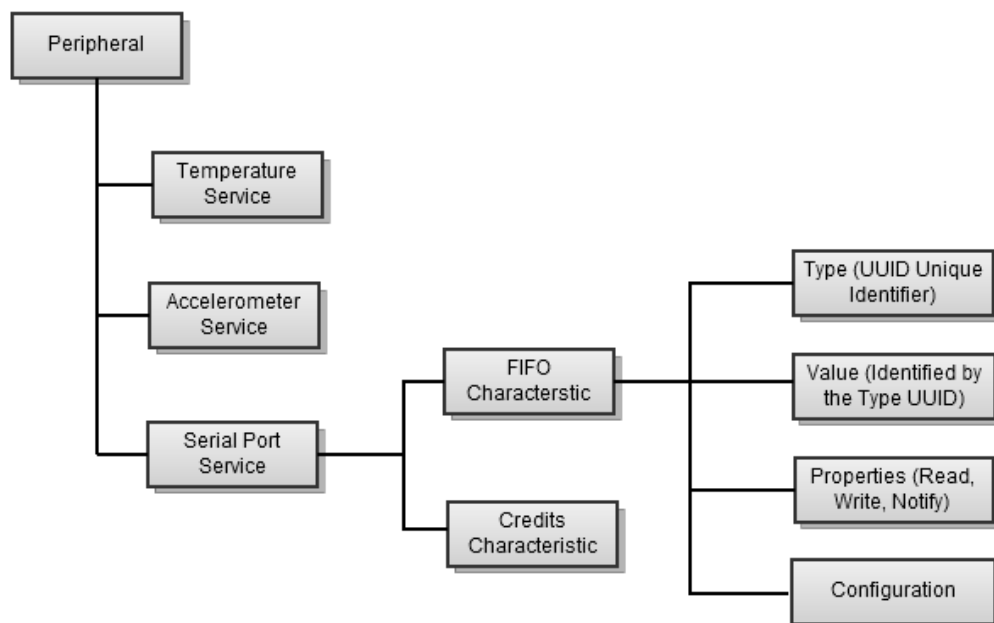 Peripheral
Temperature
Service
Accelerometer
Service
Serial Port
Service
FIFO
Characterstic
Credits
Characteristic
Type (UUID Unique
Identifier)
Value (Identified by
the Type UUID)
Properties (Read,
Write, Notify)
Configuration